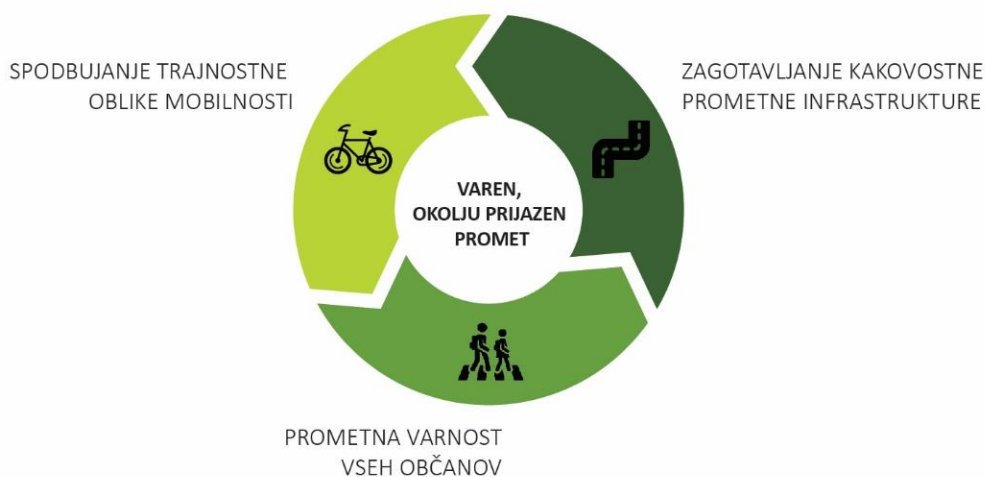 SPODBUJANJE TRAJNOSTNE
OBLIKE MOBILNOSTI
ZAGOTAVLJANJE KAKOVOSTNE
PROMETNE INFRASTRUKTURE
VAREN,
OKOLJU PRIJAZEN
PROMET
PROMETNA VARNOST
VSEH OBČANOV